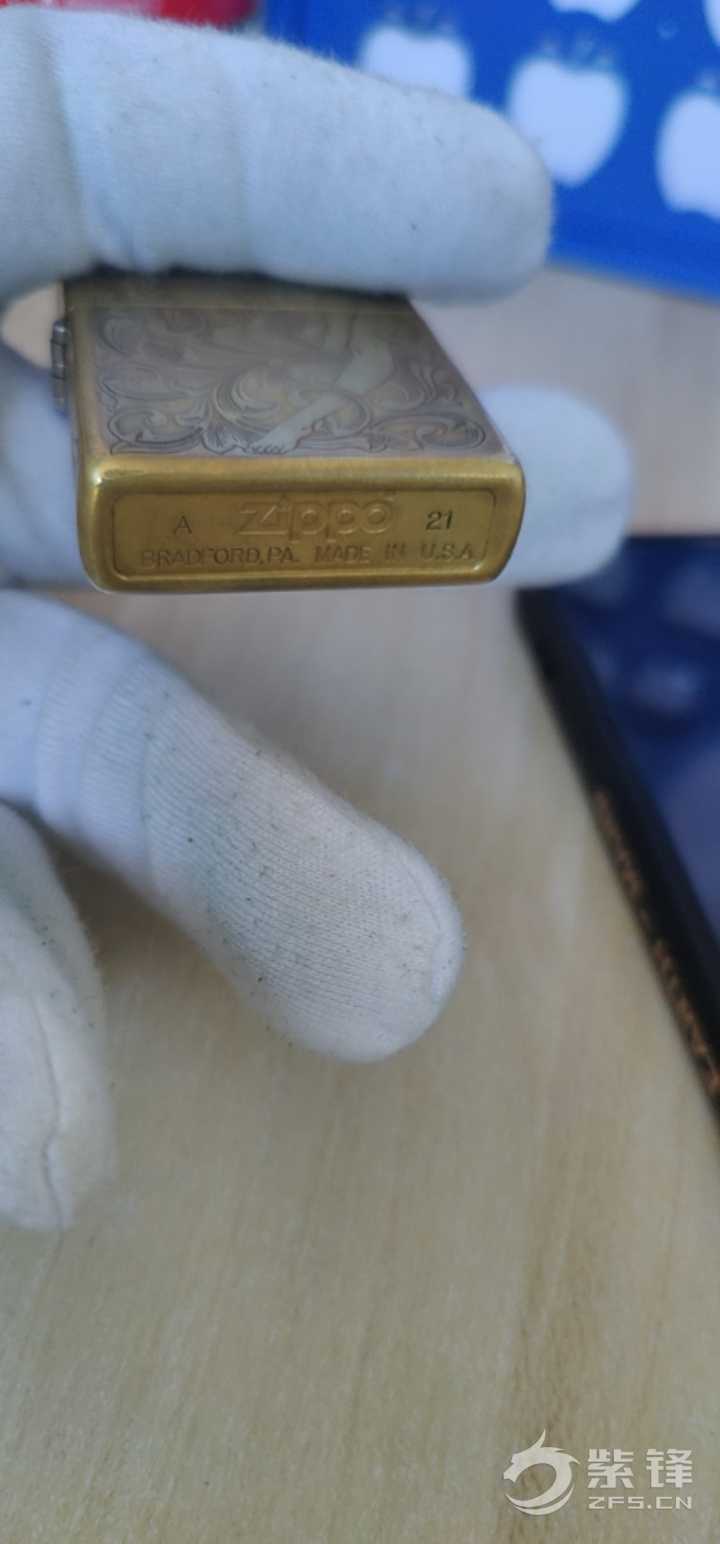 A zippo 21
BRADFORD, PA. MADE IN U.S.A.
紫锋
ZFS.CN